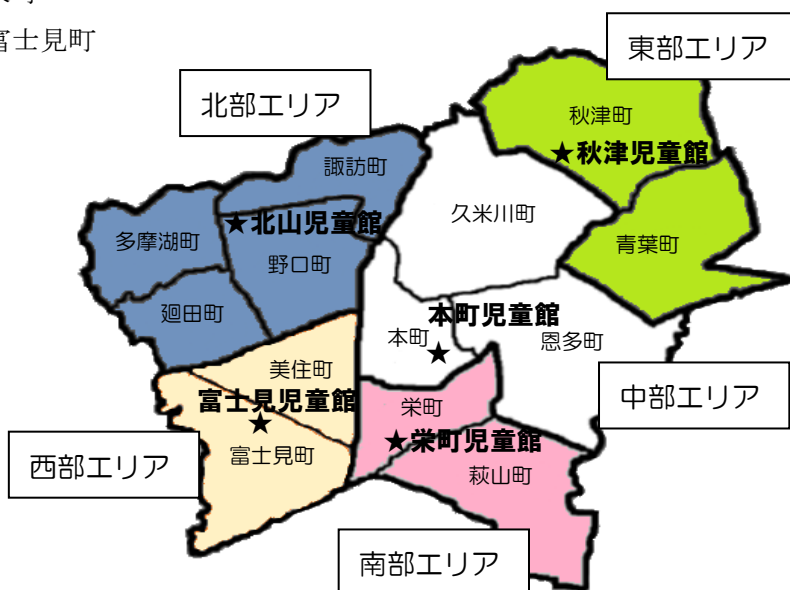 富士見町
東部エリア
北部エリア
秋津町
★秋津児童館
諏訪町
久米川町
★北山児童館
多摩湖町
野口町
青葉町
廻田町
本町児童館
本町
★
恩多町
美住町
中部エリア
富士見児童館
★
栄町
★栄町児童館
西部エリア
富士見町
萩山町
南部エリア